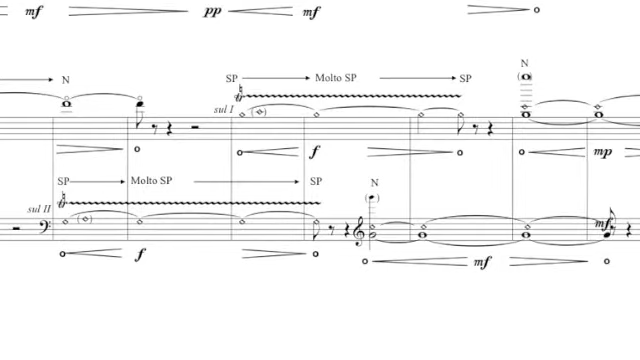 mf pp mf o
N
N SP Molto SP SP
sul I
o o f o o mp
SP Molto SP SP N
sul II
mf
o f o o mf o